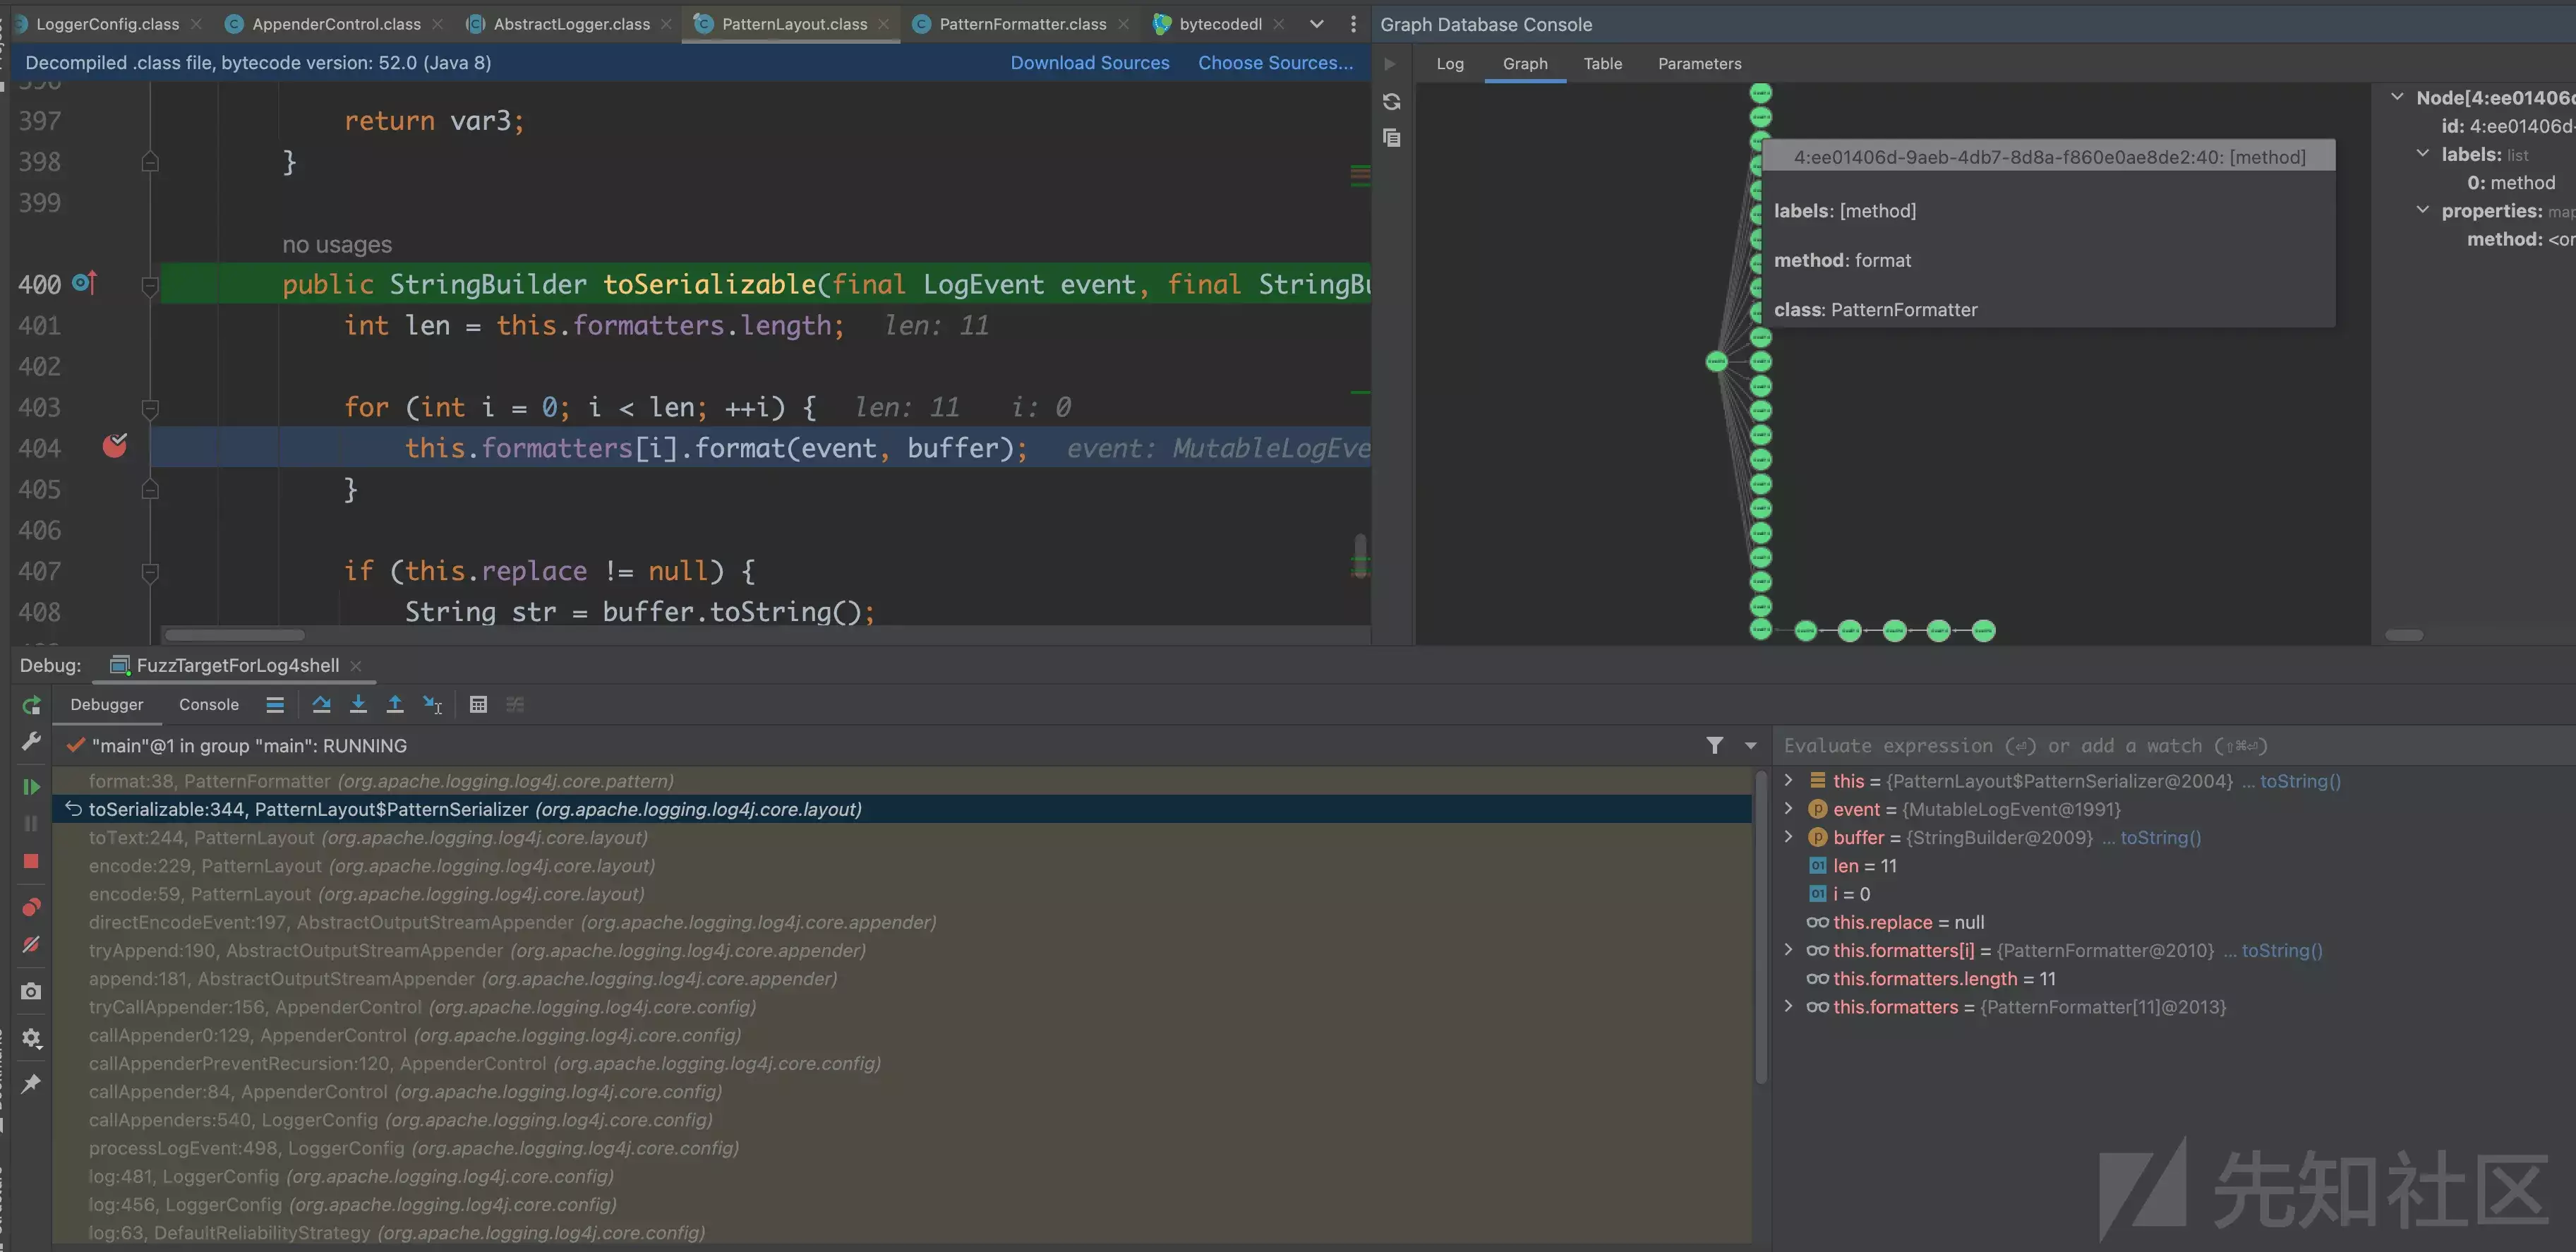 LoggerConfig.class
AppenderControl.class
AbstractLogger.class
PatternLayout.class
PatternFormatter.class
bytecodedl
Graph Database Console
Decompiled .class file, bytecode version: 52.0 (Java 8)
Download Sources
Choose Sources...
397 return var3;
398 }
399
no usages
400 public StringBuilder toSerializable(final LogEvent event, final StringBu
401 int len = this.formatters.length; len: 11
402
403 for (int i = 0; i < len; ++i) { len: 11 i: 0
404 this.formatters[i].format(event, buffer); event: MutableLogEve
405 }
406
407 if (this.replace != null) {
408 String str = buffer.toString();
Log
Graph
Table
Parameters
4:ee01406d-9aeb-4db7-8d8a-f860e0ae8de2:40: [method]
labels: [method]
method: format
class: PatternFormatter
Node[4:ee01406d
id: 4:ee01406d-
labels: list
0: method
properties: map
method: <or
Debug:
FuzzTargetForLog4shell
Debugger
Console
"main"@1 in group "main": RUNNING
format:38, PatternFormatter (org.apache.logging.log4j.core.pattern)
toSerializable:344, PatternLayout$PatternSerializer (org.apache.logging.log4j.core.layout)
toText:244, PatternLayout (org.apache.logging.log4j.core.layout)
encode:229, PatternLayout (org.apache.logging.log4j.core.layout)
encode:59, PatternLayout (org.apache.logging.log4j.core.layout)
directEncodeEvent:197, AbstractOutputStreamAppender (org.apache.logging.log4j.core.appender)
tryAppend:190, AbstractOutputStreamAppender (org.apache.logging.log4j.core.appender)
append:181, AbstractOutputStreamAppender (org.apache.logging.log4j.core.appender)
tryCallAppender:156, AppenderControl (org.apache.logging.log4j.core.config)
callAppender0:129, AppenderControl (org.apache.logging.log4j.core.config)
callAppenderPreventRecursion:120, AppenderControl (org.apache.logging.log4j.core.config)
callAppender:84, AppenderControl (org.apache.logging.log4j.core.config)
callAppenders:540, LoggerConfig (org.apache.logging.log4j.core.config)
processLogEvent:498, LoggerConfig (org.apache.logging.log4j.core.config)
log:481, LoggerConfig (org.apache.logging.log4j.core.config)
log:456, LoggerConfig (org.apache.logging.log4j.core.config)
log:63, DefaultReliabilityStrategy (org.apache.logging.log4j.core.config)
Evaluate expression (⏎) or add a watch (⇧⌘⏎)
this = {PatternLayout$PatternSerializer@2004} ... toString()
event = {MutableLogEvent@1991}
buffer = {StringBuilder@2009} ... toString()
len = 11
i = 0
this.replace = null
this.formatters[i] = {PatternFormatter@2010} ... toString()
this.formatters.length = 11
this.formatters = {PatternFormatter[11]@2013}
先知社区